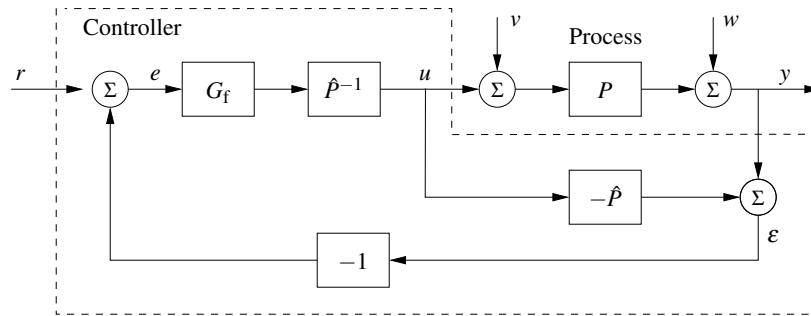 Controller
v
Process
w
r
Σ
e
G_f
P̂⁻¹
u
Σ
P
Σ
y
−P̂
Σ
ε
−1